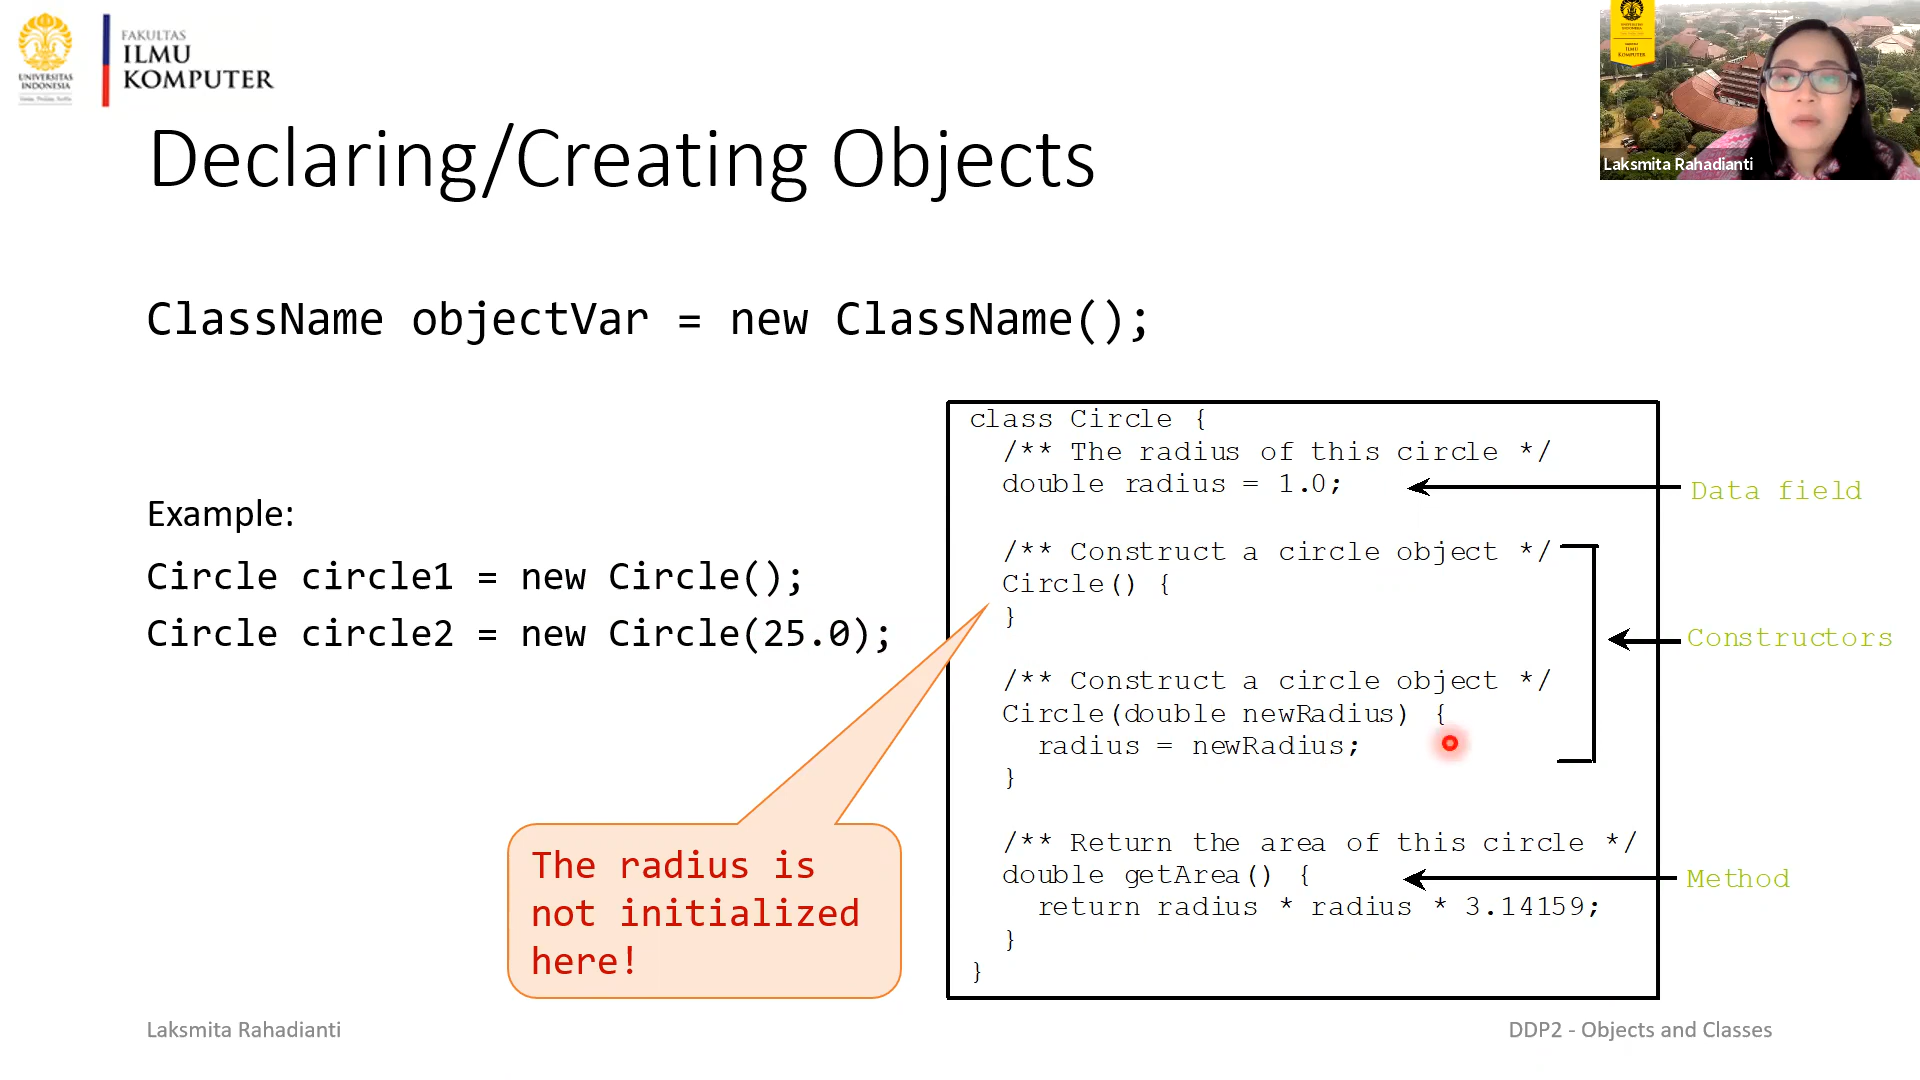 UNIVERSITAS
INDONESIA
FAKULTAS
ILMU
KOMPUTER
Laksmita Rahadianti
Declaring/Creating Objects
ClassName objectVar = new ClassName();
Example:
Circle circle1 = new Circle();
Circle circle2 = new Circle(25.0);
The radius is
not initialized
here!
class Circle {
/** The radius of this circle */
double radius = 1.0;
Data field
/** Construct a circle object */
Circle() {
}
Constructors
/** Construct a circle object */
Circle(double newRadius) {
radius = newRadius;
}
/** Return the area of this circle */
double getArea() {
Method
return radius * radius * 3.14159;
}
}
Laksmita Rahadianti
DDP2 - Objects and Classes